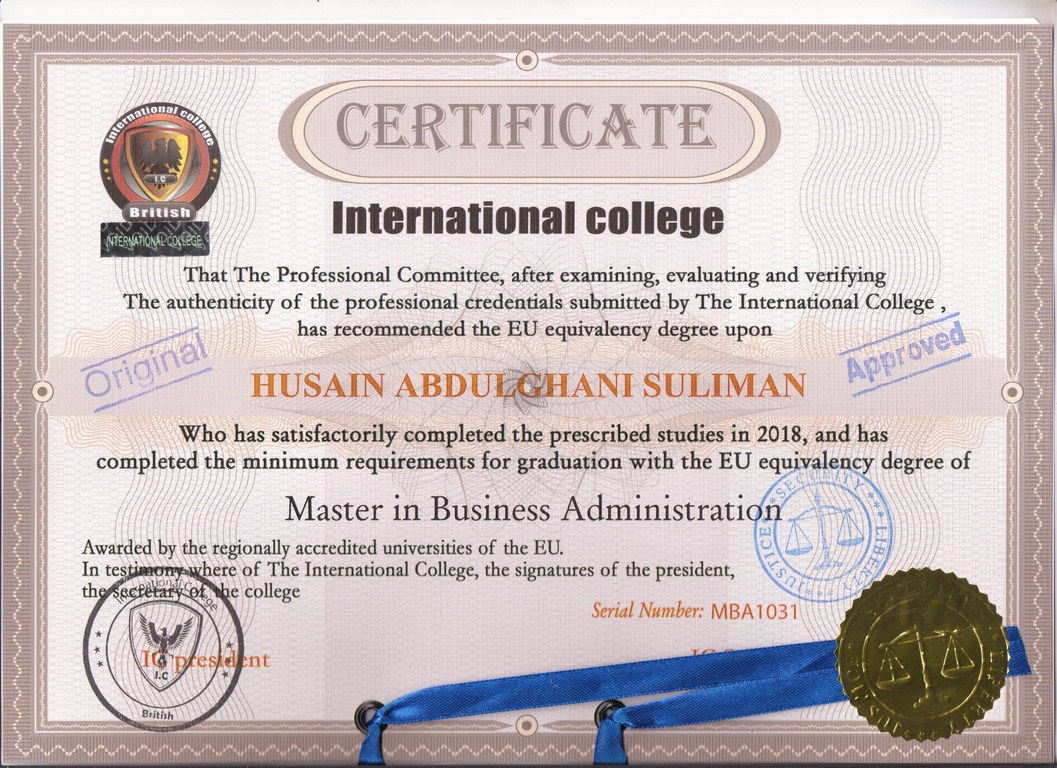 CERTIFICATE
International college
I.C
British
INTERNATIONAL COLLEGE
International college
That The Professional Committee, after examining, evaluating and verifying
The authenticity of the professional credentials submitted by The International College ,
has recommended the EU equivalency degree upon
Original
Approved
HUSAIN ABDULGHANI SULIMAN
Who has satisfactorily completed the prescribed studies in 2018, and has
completed the minimum requirements for graduation with the EU equivalency degree of
Master in Business Administration
SECURITY LIBERTY JUSTICE
Awarded by the regionally accredited universities of the EU.
In testimony where of The International College, the signatures of the president,
the secretary of the college
Serial Number: MBA1031
International college
IC president
I.C
British
IC
JUSTICE LIBERTY